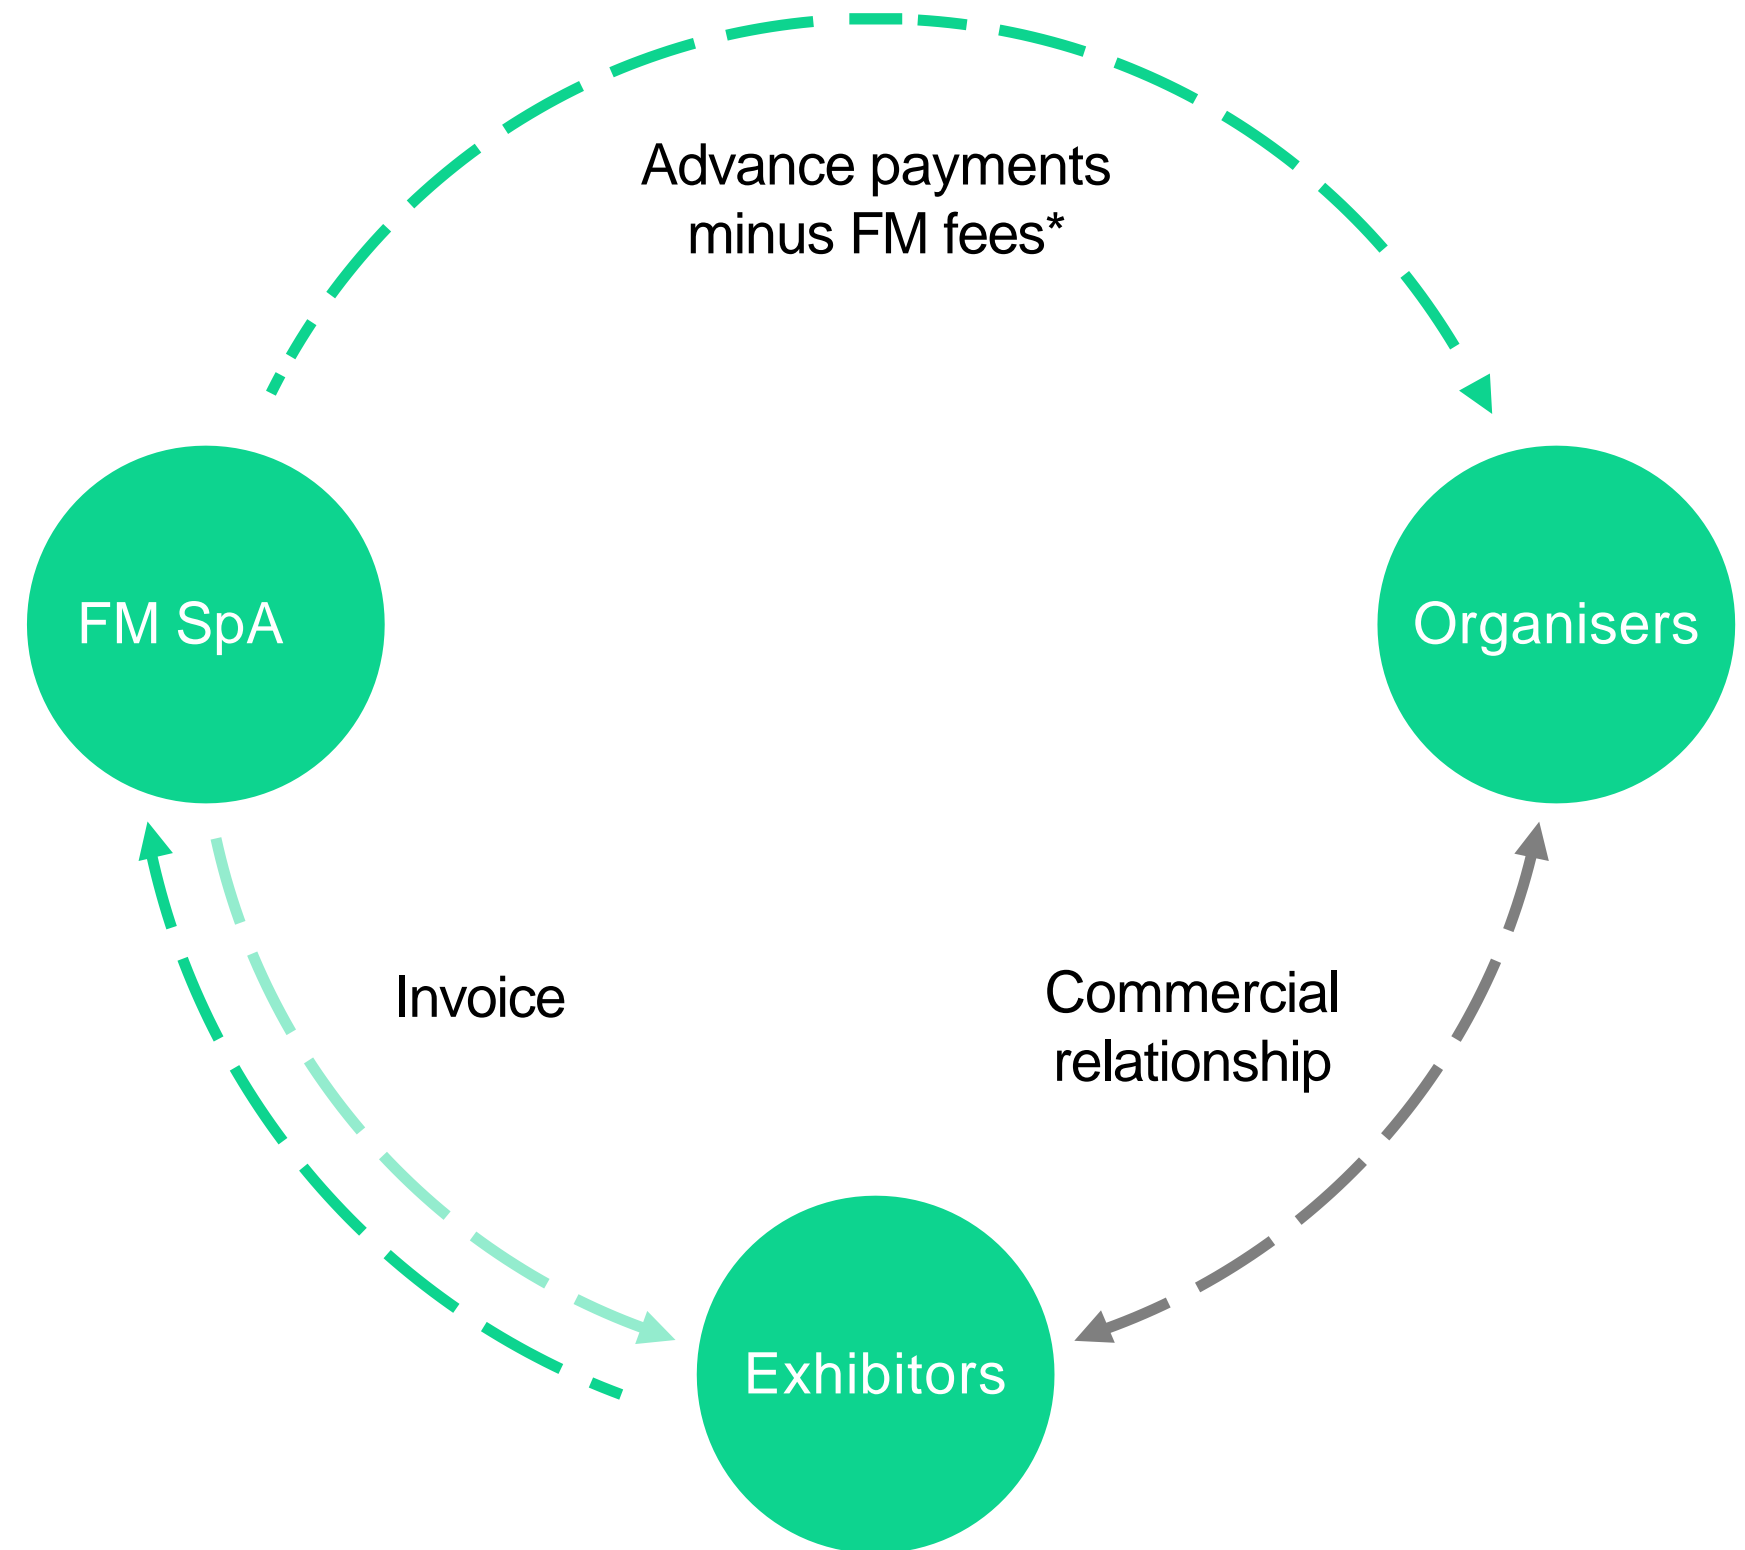 Advance payments
minus FM fees*
FM SpA
Organisers
Invoice
Commercial
relationship
Exhibitors